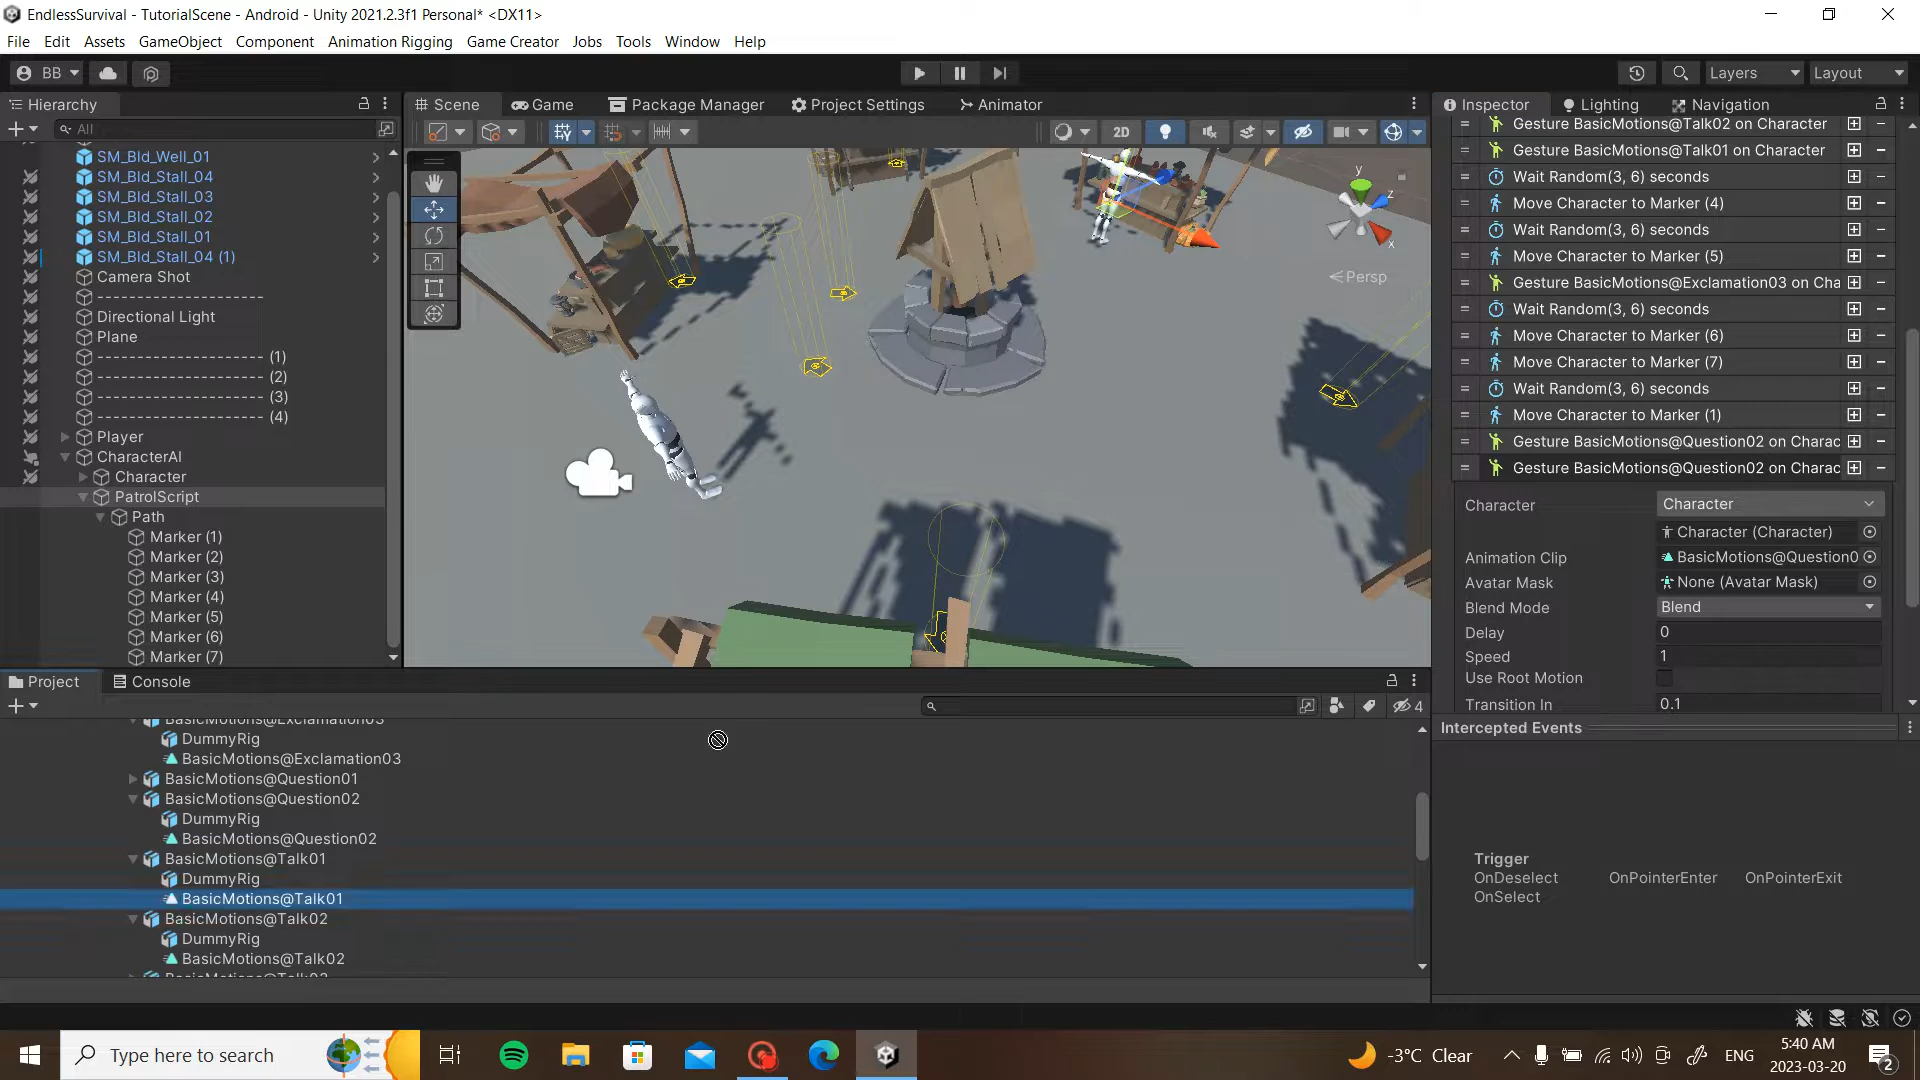 EndlessSurvival - TutorialScene - Android - Unity 2021.2.3f1 Personal* <DX11>
File Edit Assets GameObject Component Animation Rigging Game Creator Jobs Tools Window Help
BB Layers Layout
Hierarchy
All
SM_Bld_Well_01
SM_Bld_Stall_04
SM_Bld_Stall_03
SM_Bld_Stall_02
SM_Bld_Stall_01
SM_Bld_Stall_04 (1)
Camera Shot
-----------------------
Directional Light
Plane
----------------------- (1)
----------------------- (2)
----------------------- (3)
----------------------- (4)
Player
CharacterAI
Character
PatrolScript
Path
Marker (1)
Marker (2)
Marker (3)
Marker (4)
Marker (5)
Marker (6)
Marker (7)
Scene Game Package Manager Project Settings Animator
2D
y
z
x
Persp
Inspector Lighting Navigation
Gesture BasicMotions@Talk02 on Character
Gesture BasicMotions@Talk01 on Character
Wait Random(3, 6) seconds
Move Character to Marker (4)
Wait Random(3, 6) seconds
Move Character to Marker (5)
Gesture BasicMotions@Exclamation03 on Cha
Wait Random(3, 6) seconds
Move Character to Marker (6)
Move Character to Marker (7)
Wait Random(3, 6) seconds
Move Character to Marker (1)
Gesture BasicMotions@Question02 on Charac
Gesture BasicMotions@Question02 on Charac
Character Character
Character (Character)
Animation Clip BasicMotions@Question0
Avatar Mask None (Avatar Mask)
Blend Mode Blend
Delay 0
Speed 1
Use Root Motion
Transition In 0.1
Intercepted Events
Trigger
OnDeselect OnPointerEnter OnPointerExit
OnSelect
Project Console
4
BasicMotions@Exclamation03
DummyRig
BasicMotions@Exclamation03
BasicMotions@Question01
BasicMotions@Question02
DummyRig
BasicMotions@Question02
BasicMotions@Talk01
DummyRig
BasicMotions@Talk01
BasicMotions@Talk02
DummyRig
BasicMotions@Talk02
Type here to search
-3°C Clear
ENG
5:40 AM
2023-03-20
2